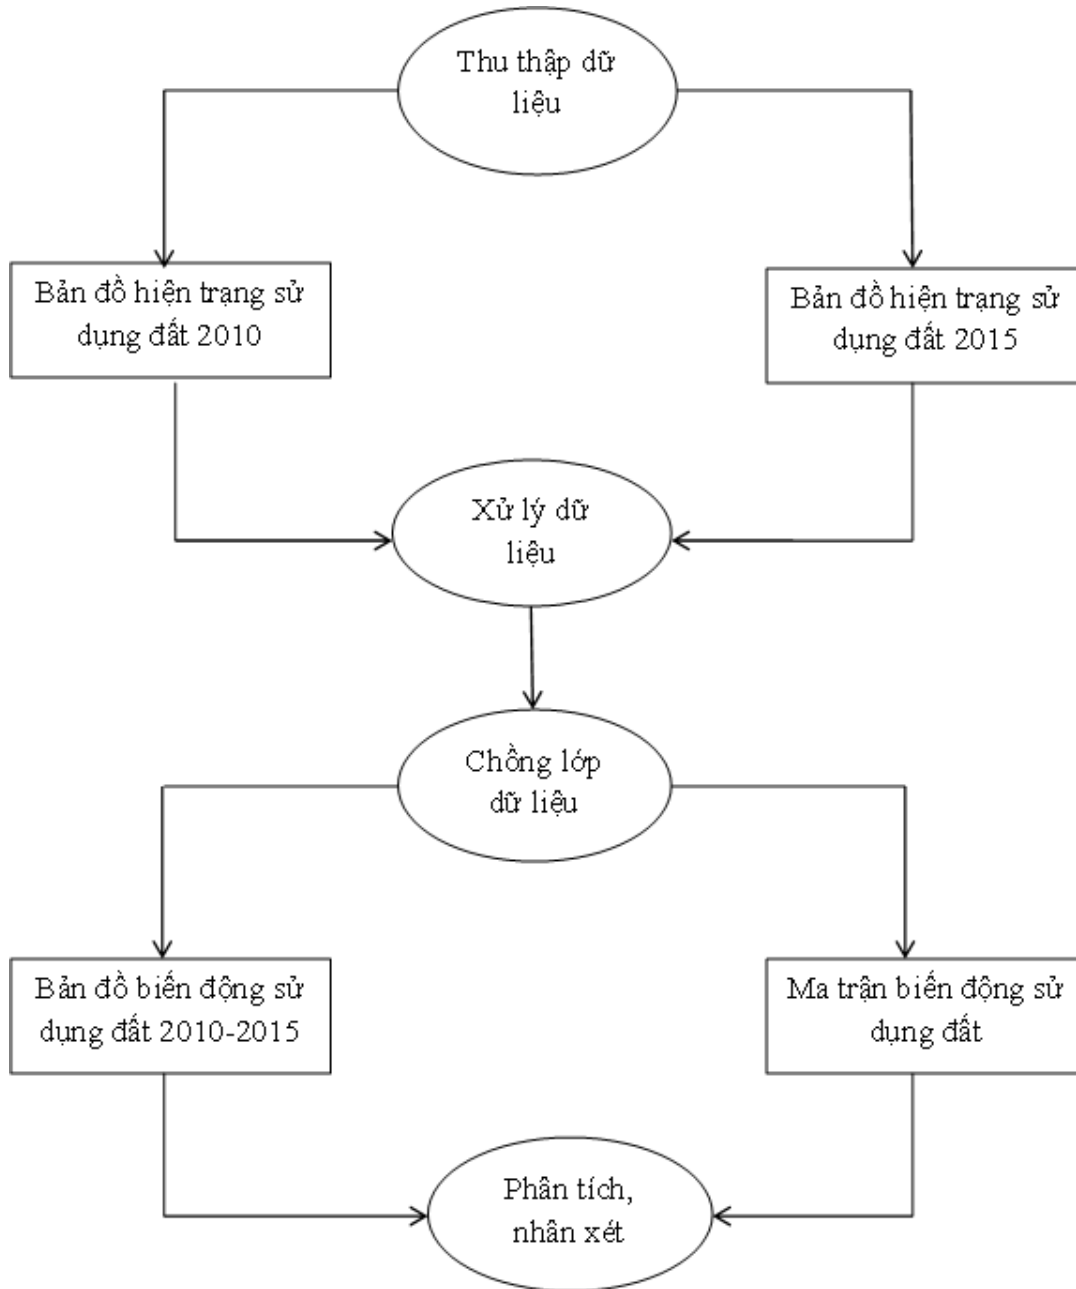 Thu thập dữ
liệu
Bản đồ hiện trạng sử
dụng đất 2010
Bản đồ hiện trạng sử
dụng đất 2015
Xử lý dữ
liệu
Chồng lớp
dữ liệu
Bản đồ biến động sử
dụng đất 2010-2015
Ma trận biến động sử
dụng đất
Phân tích,
nhân xét